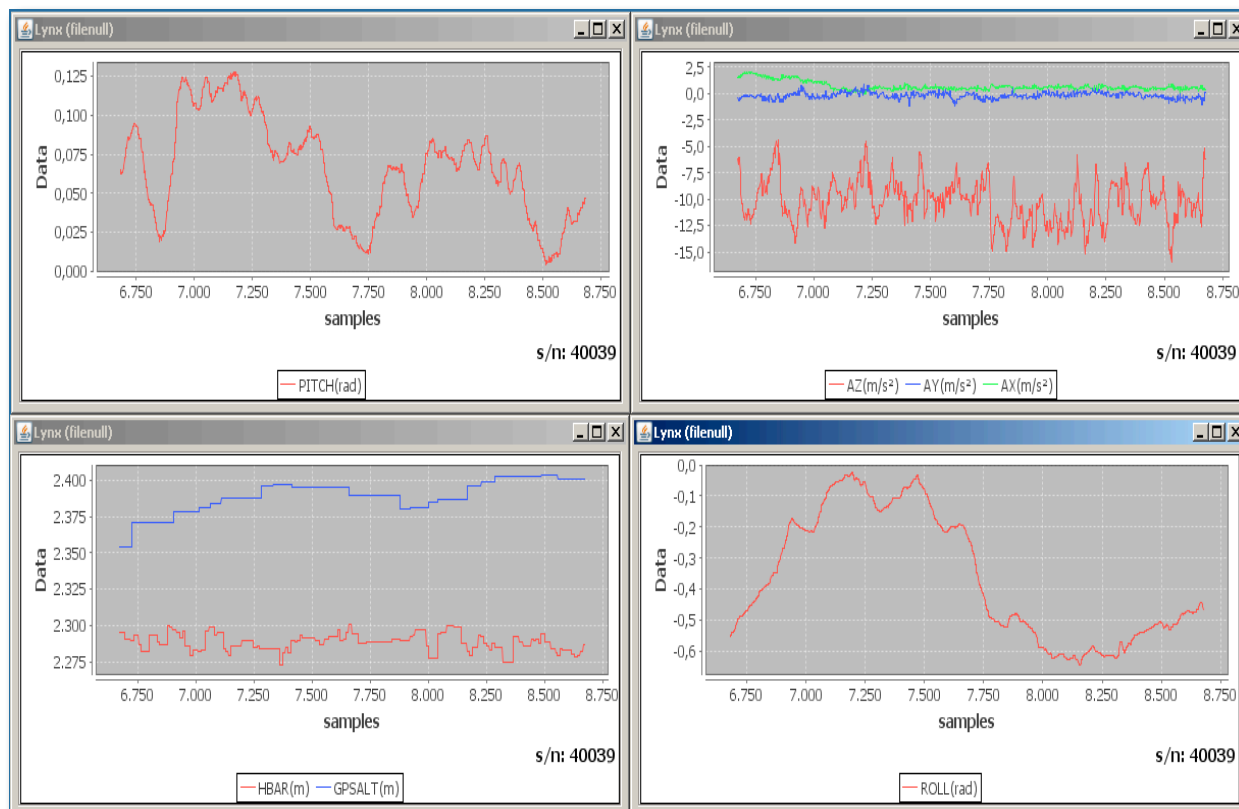 Lynx (filenull)
0,125
0,100
0,075
0,050
0,025
0,000
Data
6.750 7.000 7.250 7.500 7.750 8.000 8.250 8.500 8.750
samples
s/n: 40039
PITCH(rad)
Lynx (filenull)
2,5
0,0
-2,5
-5,0
-7,5
-10,0
-12,5
-15,0
Data
6.750 7.000 7.250 7.500 7.750 8.000 8.250 8.500 8.750
samples
s/n: 40039
AZ(m/s²) AY(m/s²) AX(m/s²)
Lynx (filenull)
2.400
2.375
2.350
2.325
2.300
2.275
Data
6.750 7.000 7.250 7.500 7.750 8.000 8.250 8.500 8.750
samples
s/n: 40039
HBAR(m) GPSALT(m)
Lynx (filenull)
0,0
-0,1
-0,2
-0,3
-0,4
-0,5
-0,6
Data
6.750 7.000 7.250 7.500 7.750 8.000 8.250 8.500 8.750
samples
s/n: 40039
ROLL(rad)